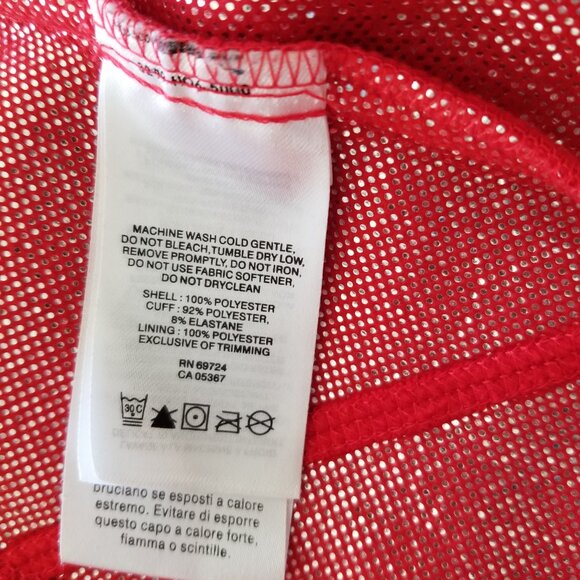 MACHINE WASH COLD GENTLE,
DO NOT BLEACH,TUMBLE DRY LOW,
REMOVE PROMPTLY, DO NOT IRON,
DO NOT USE FABRIC SOFTENER,
DO NOT DRYCLEAN
SHELL : 100% POLYESTER
CUFF : 92% POLYESTER,
8% ELASTANE
LINING : 100% POLYESTER
EXCLUSIVE OF TRIMMING
RN 69724
CA 05367
30 C
bruciano se esposti a calore
estremo. Evitare di esporre
questo capo a calore forte,
fiamma o scintille.